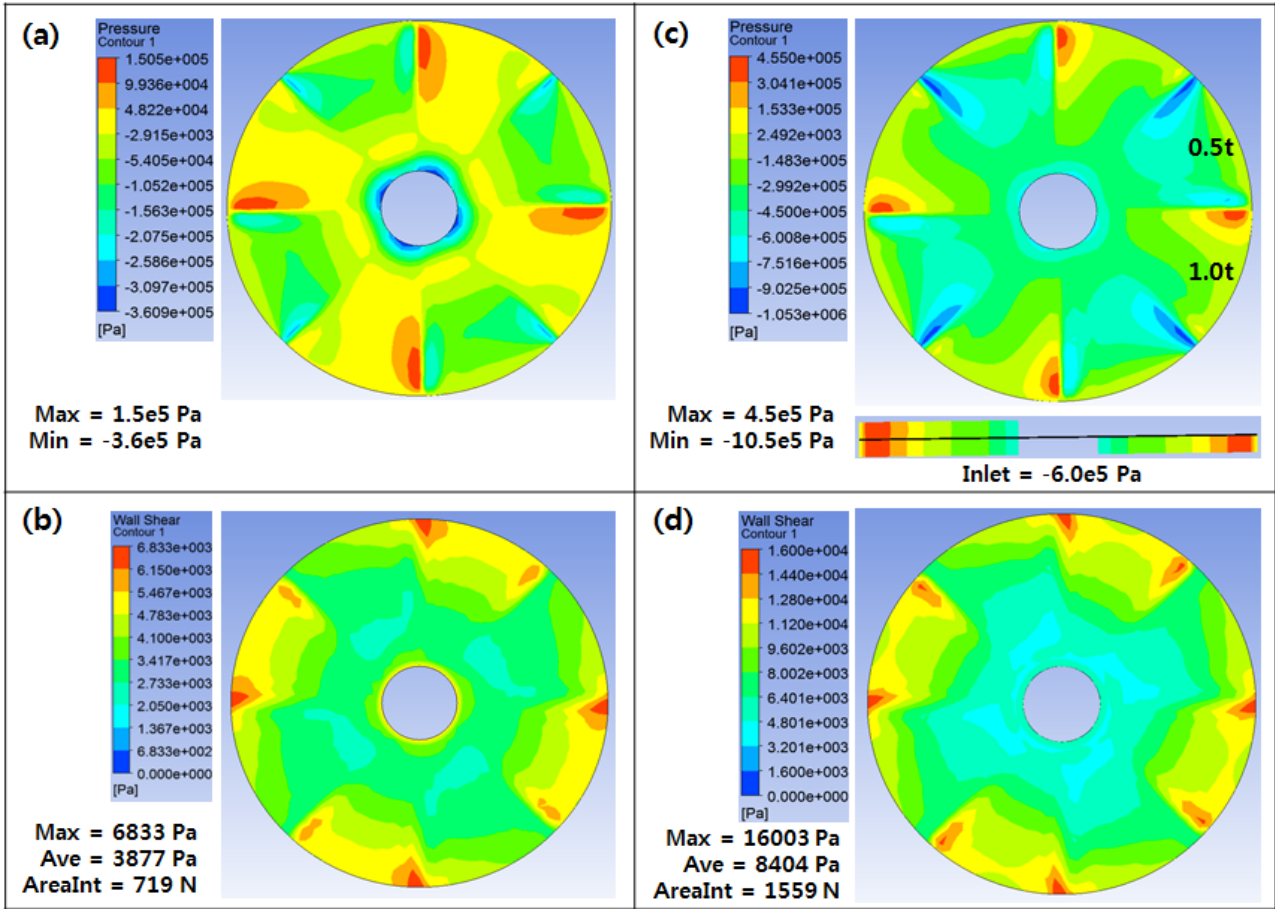 (a)
Pressure
Contour 1
1.505e+005
9.936e+004
4.822e+004
-2.915e+003
-5.405e+004
-1.052e+005
-1.563e+005
-2.075e+005
-2.586e+005
-3.097e+005
-3.609e+005
[Pa]
Max = 1.5e5 Pa
Min = -3.6e5 Pa
(c)
Pressure
Contour 1
4.550e+005
3.041e+005
1.533e+005
2.492e+003
-1.483e+005
-2.992e+005
-4.500e+005
-6.008e+005
-7.516e+005
-9.025e+005
-1.053e+006
[Pa]
0.5t
1.0t
Max = 4.5e5 Pa
Min = -10.5e5 Pa
Inlet = -6.0e5 Pa
(b)
Wall Shear
Contour 1
6.833e+003
6.150e+003
5.467e+003
4.783e+003
4.100e+003
3.417e+003
2.733e+003
2.050e+003
1.367e+003
6.833e+002
0.000e+000
[Pa]
Max = 6833 Pa
Ave = 3877 Pa
AreaInt = 719 N
(d)
Wall Shear
Contour 1
1.600e+004
1.440e+004
1.280e+004
1.120e+004
9.602e+003
8.002e+003
6.401e+003
4.801e+003
3.201e+003
1.600e+003
0.000e+000
[Pa]
Max = 16003 Pa
Ave = 8404 Pa
AreaInt = 1559 N